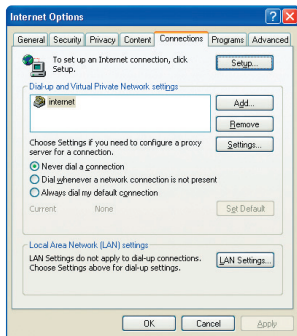 Internet Options
General Security Privacy Content Connections Programs Advanced
To set up an Internet connection, click
Setup.
Setup...
Dial-up and Virtual Private Network settings
internet
Add...
Remove
Choose Settings if you need to configure a proxy
server for a connection.
Settings...
Never dial a connection
Dial whenever a network connection is not present
Always dial my default connection
Current None
Set Default
Local Area Network (LAN) settings
LAN Settings do not apply to dial-up connections.
Choose Settings above for dial-up settings.
LAN Settings...
OK Cancel Apply